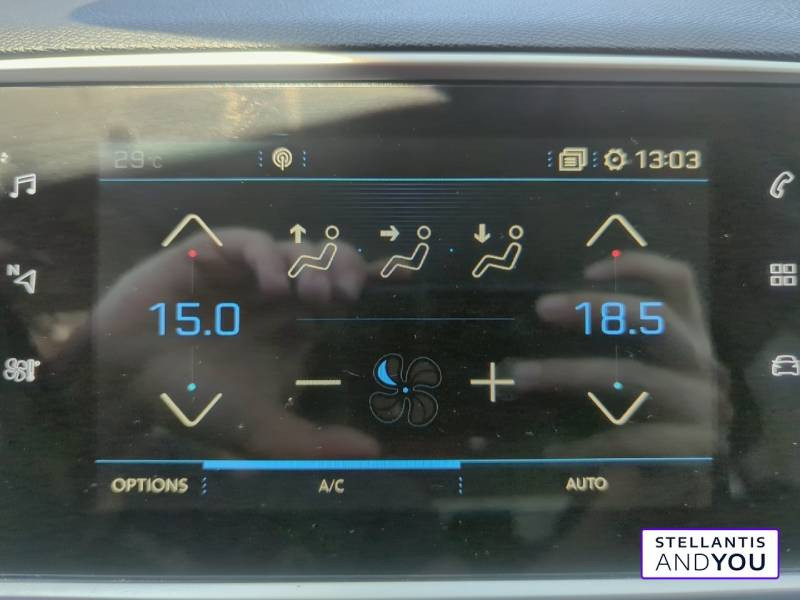 29°C
13:03
N
15.0
18.5
OPTIONS
A/C
AUTO
STELLANTIS
ANDYOU